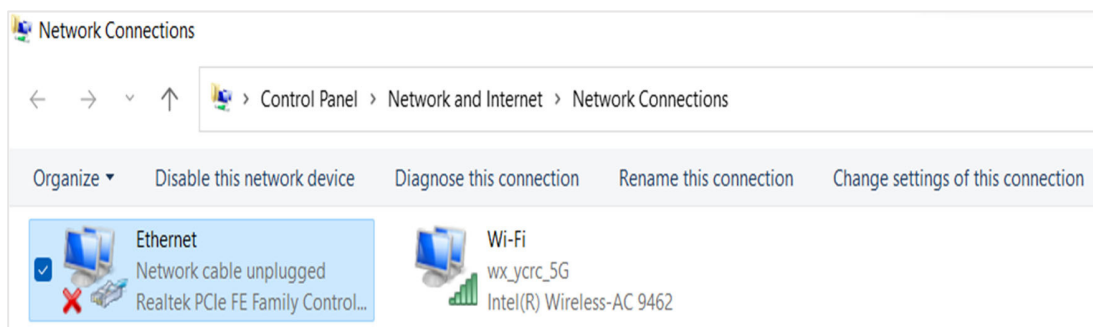 Network Connections
Control Panel > Network and Internet > Network Connections
Organize Disable this network device Diagnose this connection Rename this connection Change settings of this connection
Ethernet
Network cable unplugged
Realtek PCIe FE Family Control...
Wi-Fi
wx_ycrc_5G
Intel(R) Wireless-AC 9462